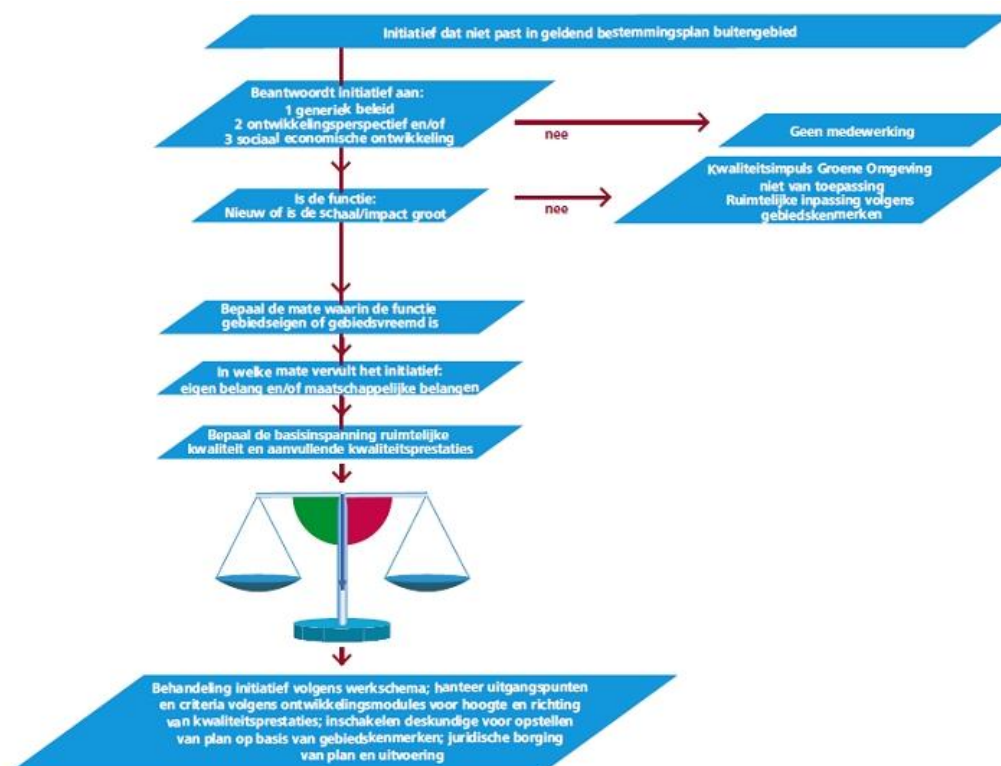 Initiatief dat niet past in geldend bestemmingsplan buitengebied
Beantwoordt initiatief aan:
1 generiek beleid
2 ontwikkelingsperspectief en/of
3 sociaal economische ontwikkeling
nee
Geen medewerking
Is de functie:
Nieuw of is de schaal/impact groot
nee
Kwaliteitsimpuls Groene Omgeving
niet van toepassing
Ruimtelijke inpassing volgens
gebiedskenmerken
Bepaal de mate waarin de functie
gebiedseigen of gebiedsvreemd is
In welke mate vervult het initiatief:
eigen belang en/of maatschappelijke belangen
Bepaal de basisinspanning ruimtelijke
kwaliteit en aanvullende kwaliteitsprestaties
Behandeling initiatief volgens werkschema; hanteer uitgangspunten
en criteria volgens ontwikkelingsmodules voor hoogte en richting
van kwaliteitsprestaties; inschakelen deskundige voor opstellen
van plan op basis van gebiedskenmerken; juridische borging
van plan en uitvoering